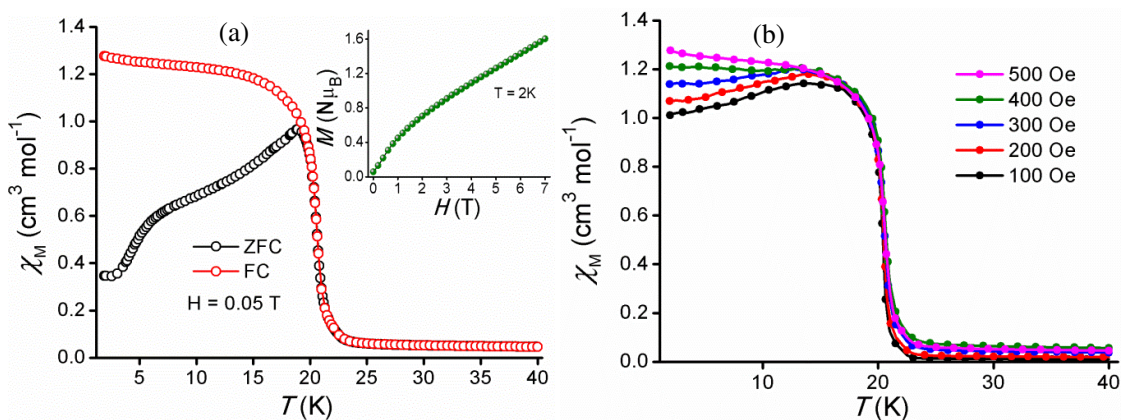 (a)
χM (cm3 mol−1)
1.4
1.2
1.0
0.8
0.6
0.4
0.2
0.0
5 10 15 20 25 30 35 40
T (K)
ZFC
FC
H = 0.05 T
M (NμB)
1.6
1.2
0.8
0.4
0.0
0 1 2 3 4 5 6 7
H (T)
T = 2K
(b)
χM (cm3 mol−1)
1.4
1.2
1.0
0.8
0.6
0.4
0.2
0.0
10 20 30 40
T (K)
500 Oe
400 Oe
300 Oe
200 Oe
100 Oe